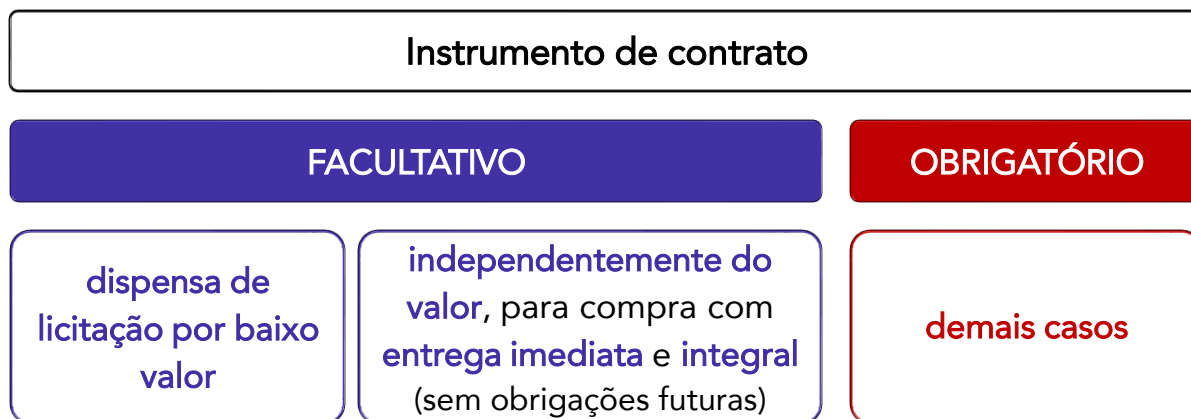 Instrumento de contrato
FACULTATIVO
OBRIGATÓRIO
dispensa de
licitação por baixo
valor
independentemente do
valor, para compra com
entrega imediata e integral
(sem obrigações futuras)
demais casos